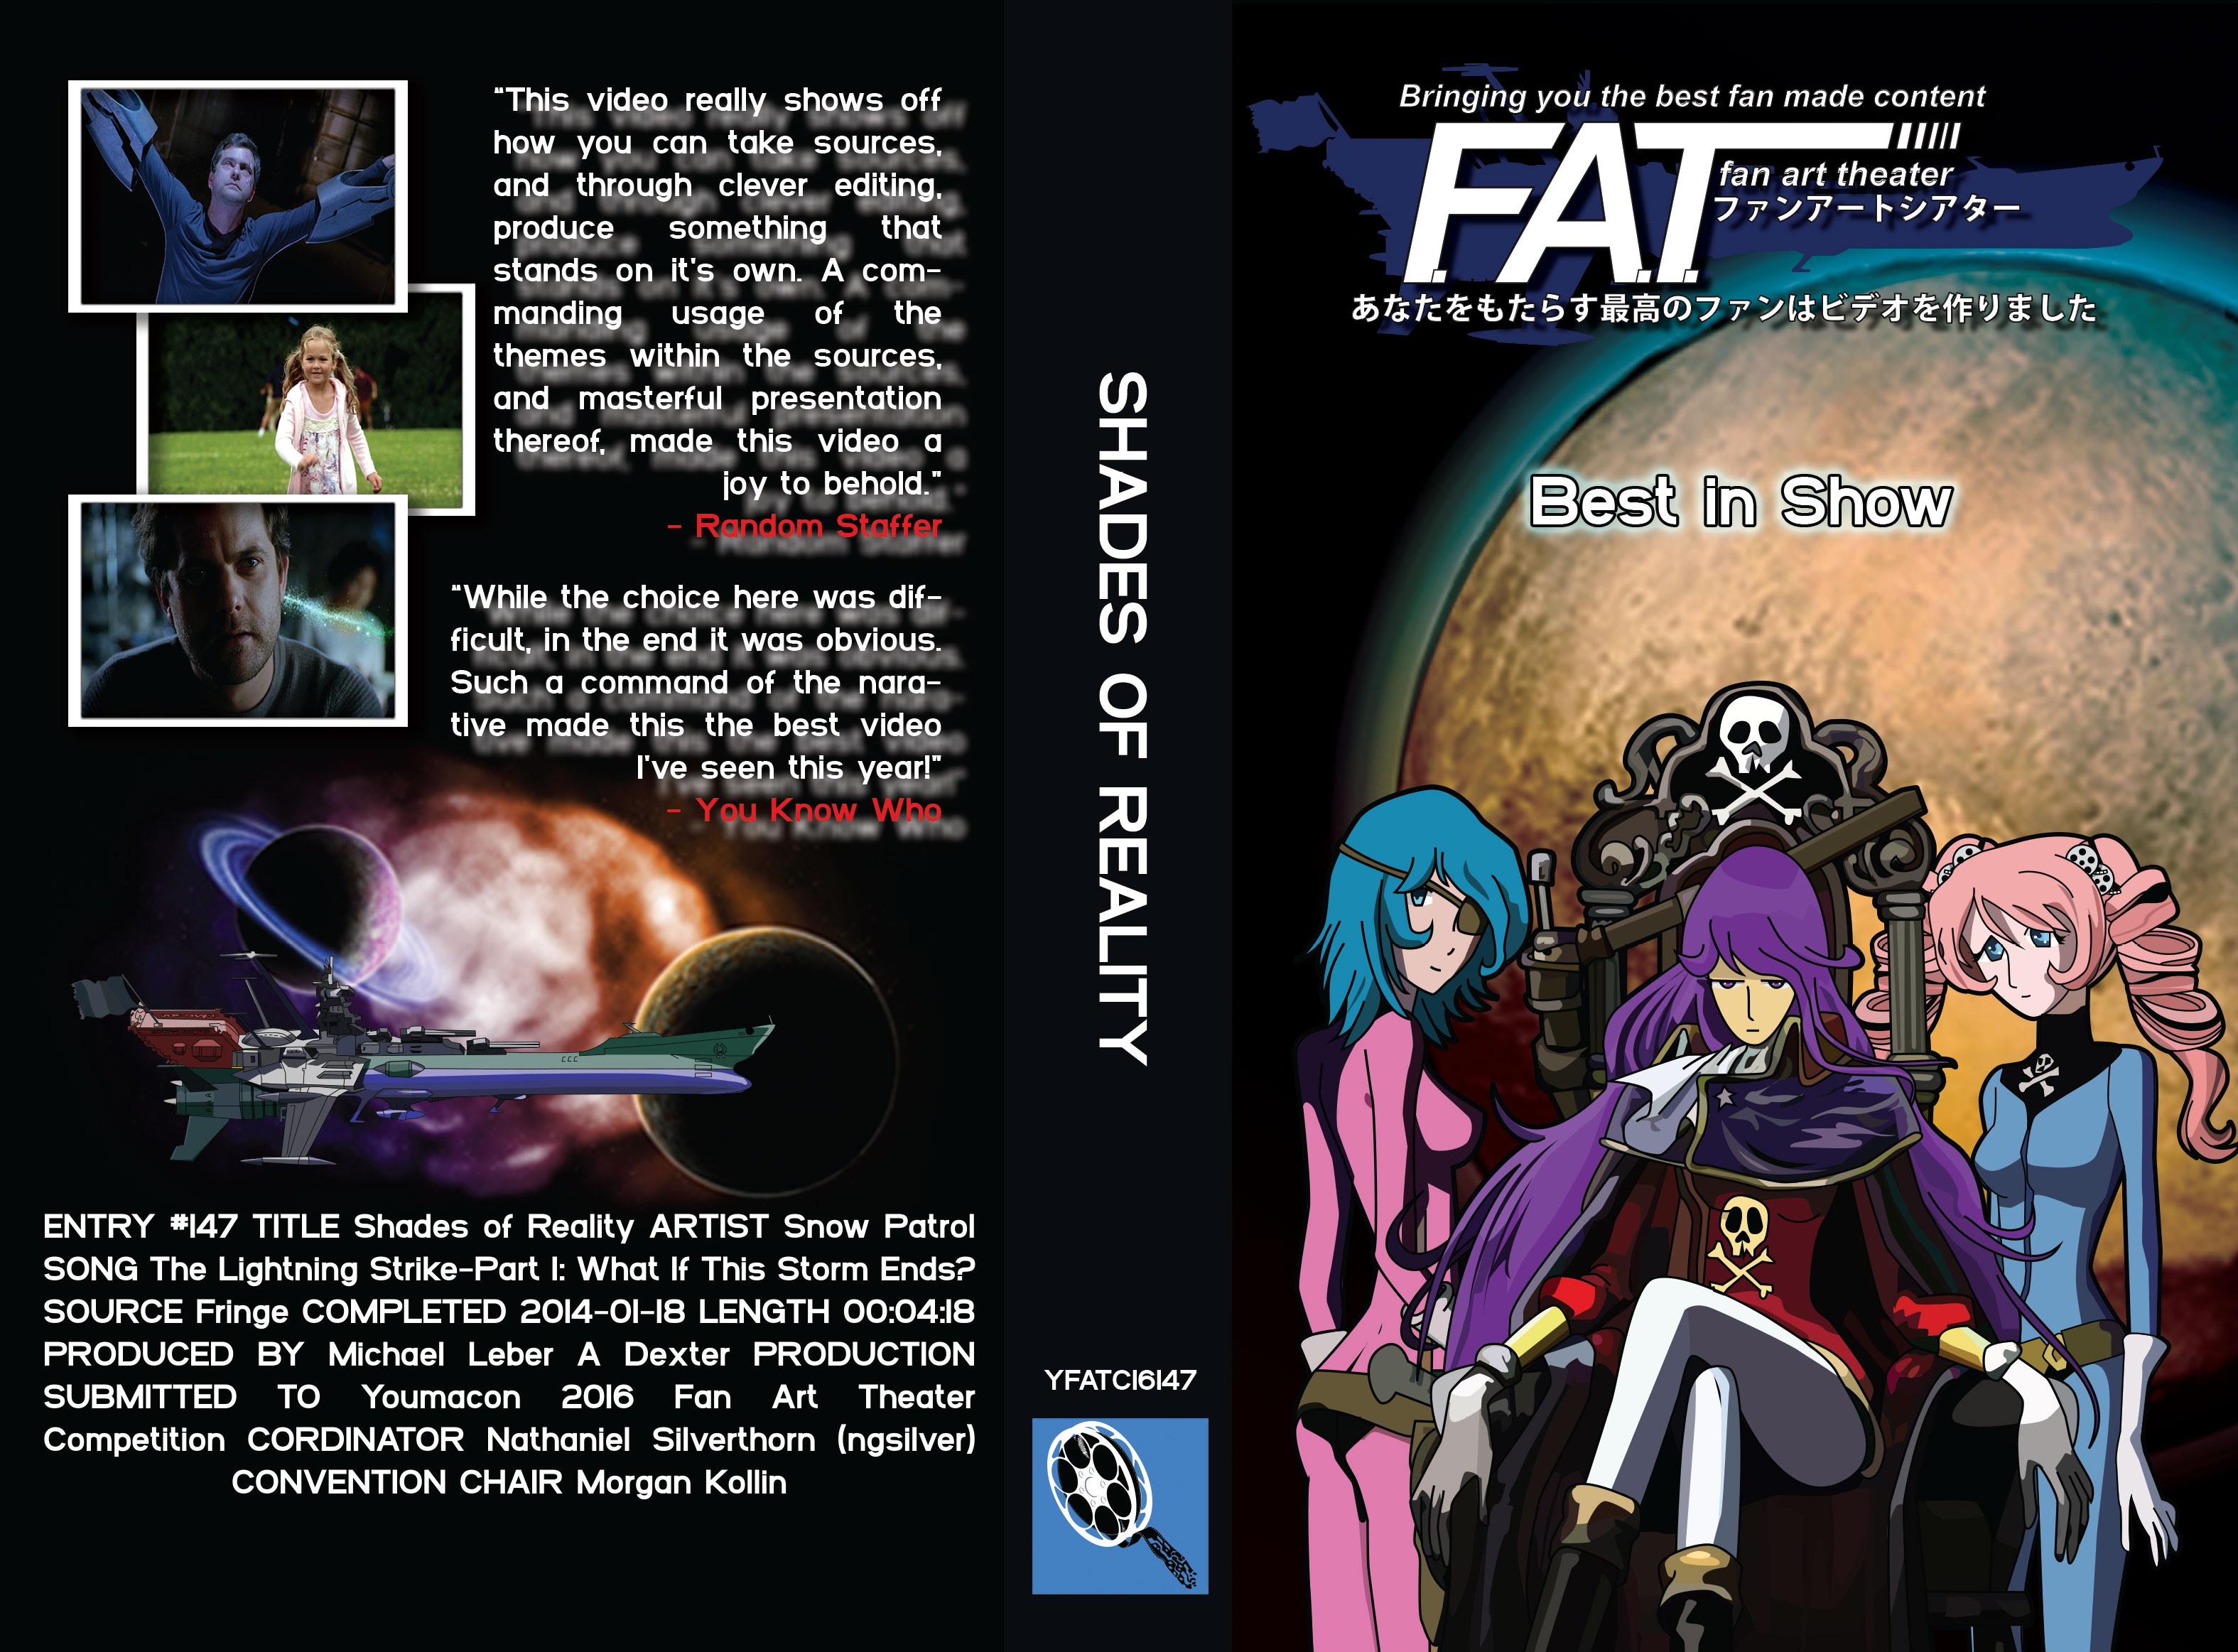 “This video really shows off
how you can take sources,
and through clever editing,
produce something that
stands on it's own. A com-
manding usage of the
themes within the sources,
and masterful presentation
thereof, made this video a
joy to behold.”
- Random Staffer
“While the choice here was dif-
ficult, in the end it was obvious.
Such a command of the nara-
tive made this the best video
I've seen this year!”
- You Know Who
ENTRY #147 TITLE Shades of Reality ARTIST Snow Patrol
SONG The Lightning Strike-Part I: What If This Storm Ends?
SOURCE Fringe COMPLETED 2014-01-18 LENGTH 00:04:18
PRODUCED BY Michael Leber A Dexter PRODUCTION
SUBMITTED TO Youmacon 2016 Fan Art Theater
Competition CORDINATOR Nathaniel Silverthorn (ngsilver)
CONVENTION CHAIR Morgan Kollin
SHADES OF REALITY
YFATC16147
Bringing you the best fan made content
F.A.T.
fan art theater
ファンアートシアター
あなたをもたらす最高のファンはビデオを作りました
Best in Show